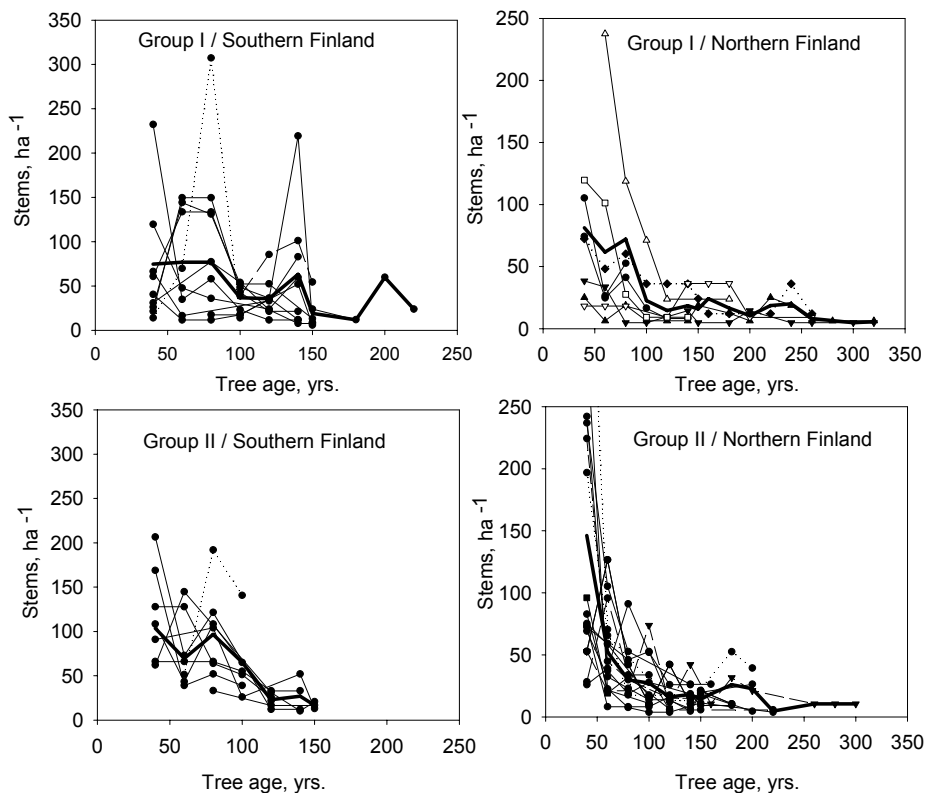 Group I / Southern Finland
Stems, ha -1
350
300
250
200
150
100
50
0
0 50 100 150 200 250
Tree age, yrs.
Group I / Northern Finland
Stems, ha -1
250
200
150
100
50
0
0 50 100 150 200 250 300 350
Tree age, yrs.
Group II / Southern Finland
Stems, ha -1
350
300
250
200
150
100
50
0
0 50 100 150 200 250
Tree age, yrs.
Group II / Northern Finland
Stems, ha -1
250
200
150
100
50
0
0 50 100 150 200 250 300 350
Tree age, yrs.